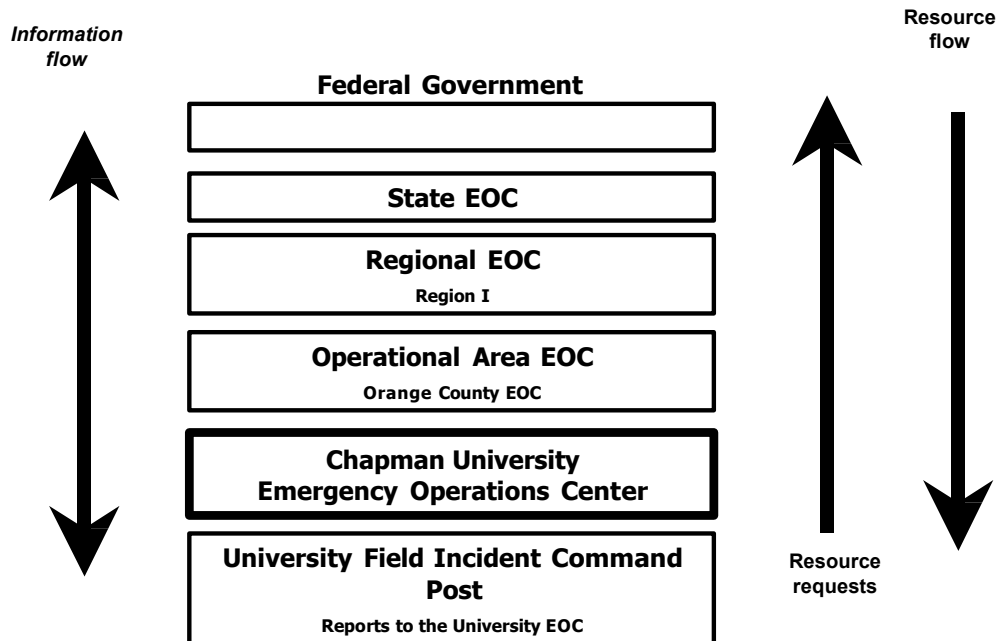 Information
flow
Resource
flow
Federal Government
State EOC
Regional EOC
Region I
Operational Area EOC
Orange County EOC
Chapman University
Emergency Operations Center
University Field Incident Command
Post
Reports to the University EOC
Resource
requests